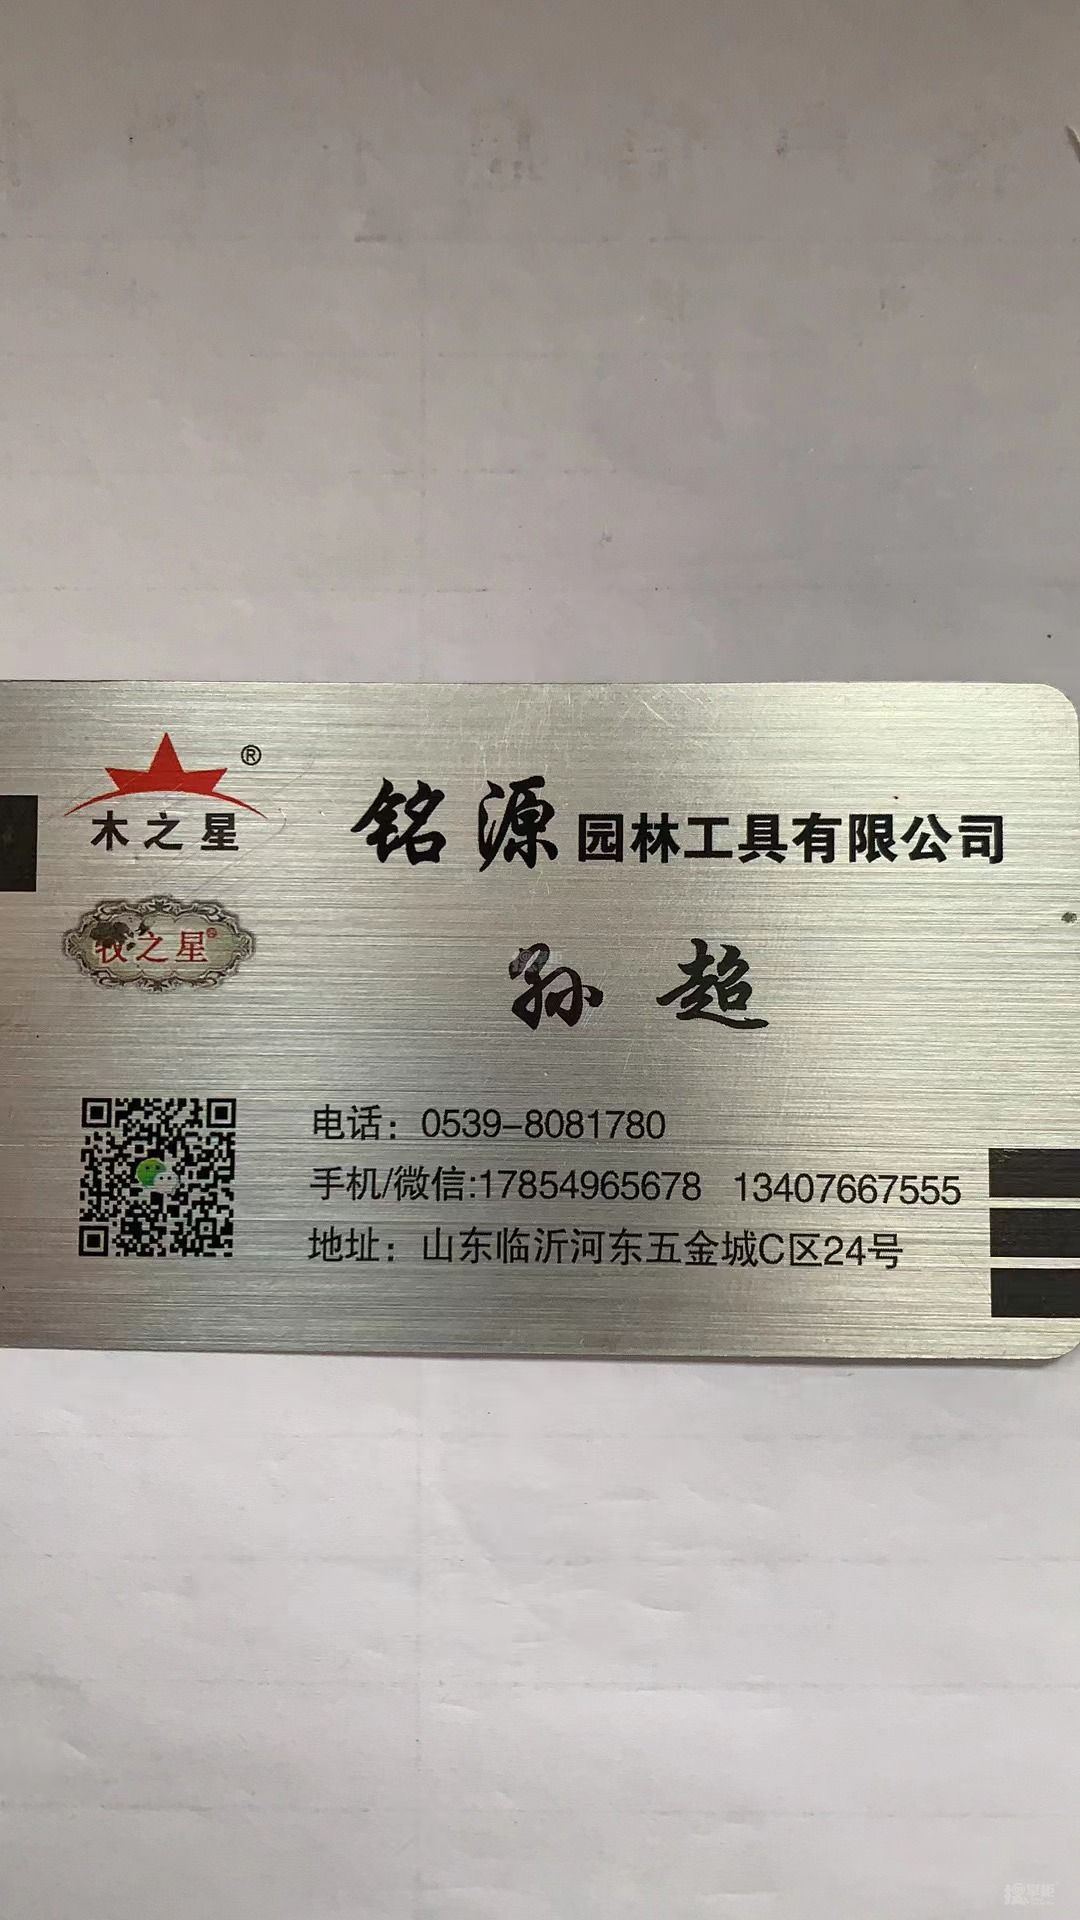 木之星®
铭源园林工具有限公司
牧之星®
孙超
电话：0539-8081780
手机/微信:17854965678 13407667555
地址：山东临沂河东五金城C区24号